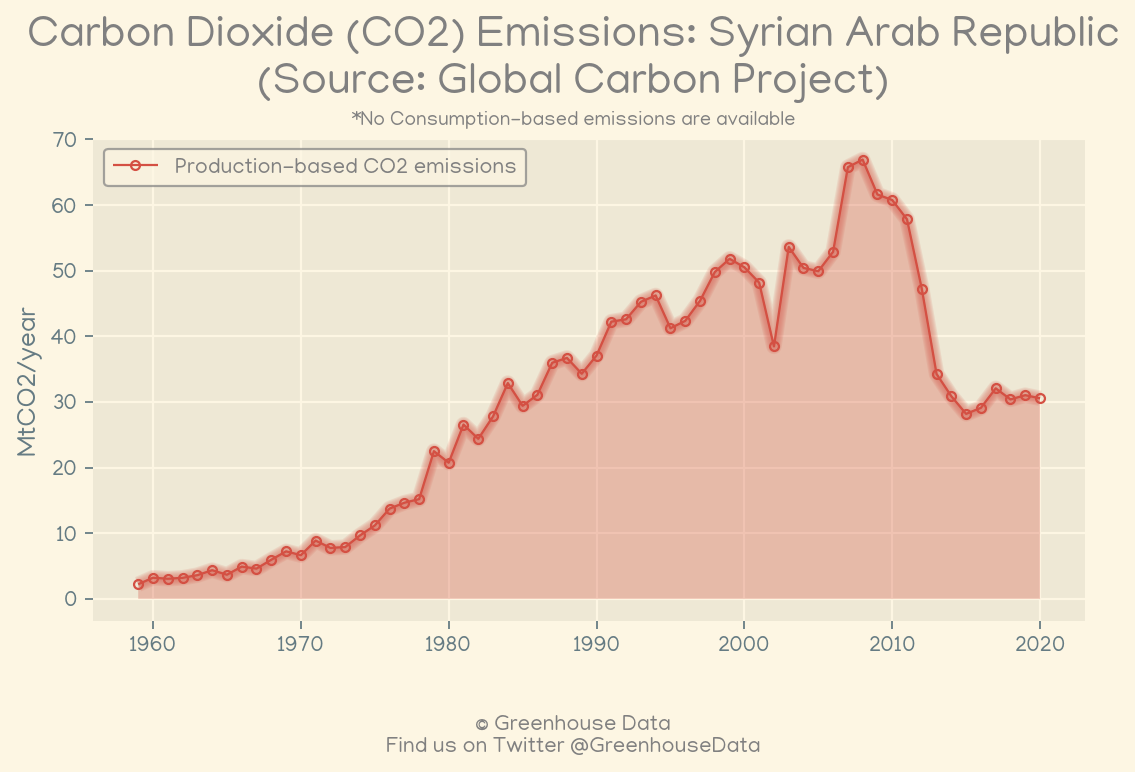 Carbon Dioxide (CO2) Emissions: Syrian Arab Republic
(Source: Global Carbon Project)
*No Consumption-based emissions are available
Production-based CO2 emissions
MtCO2/year
70
60
50
40
30
20
10
0
1960 1970 1980 1990 2000 2010 2020
© Greenhouse Data
Find us on Twitter @GreenhouseData